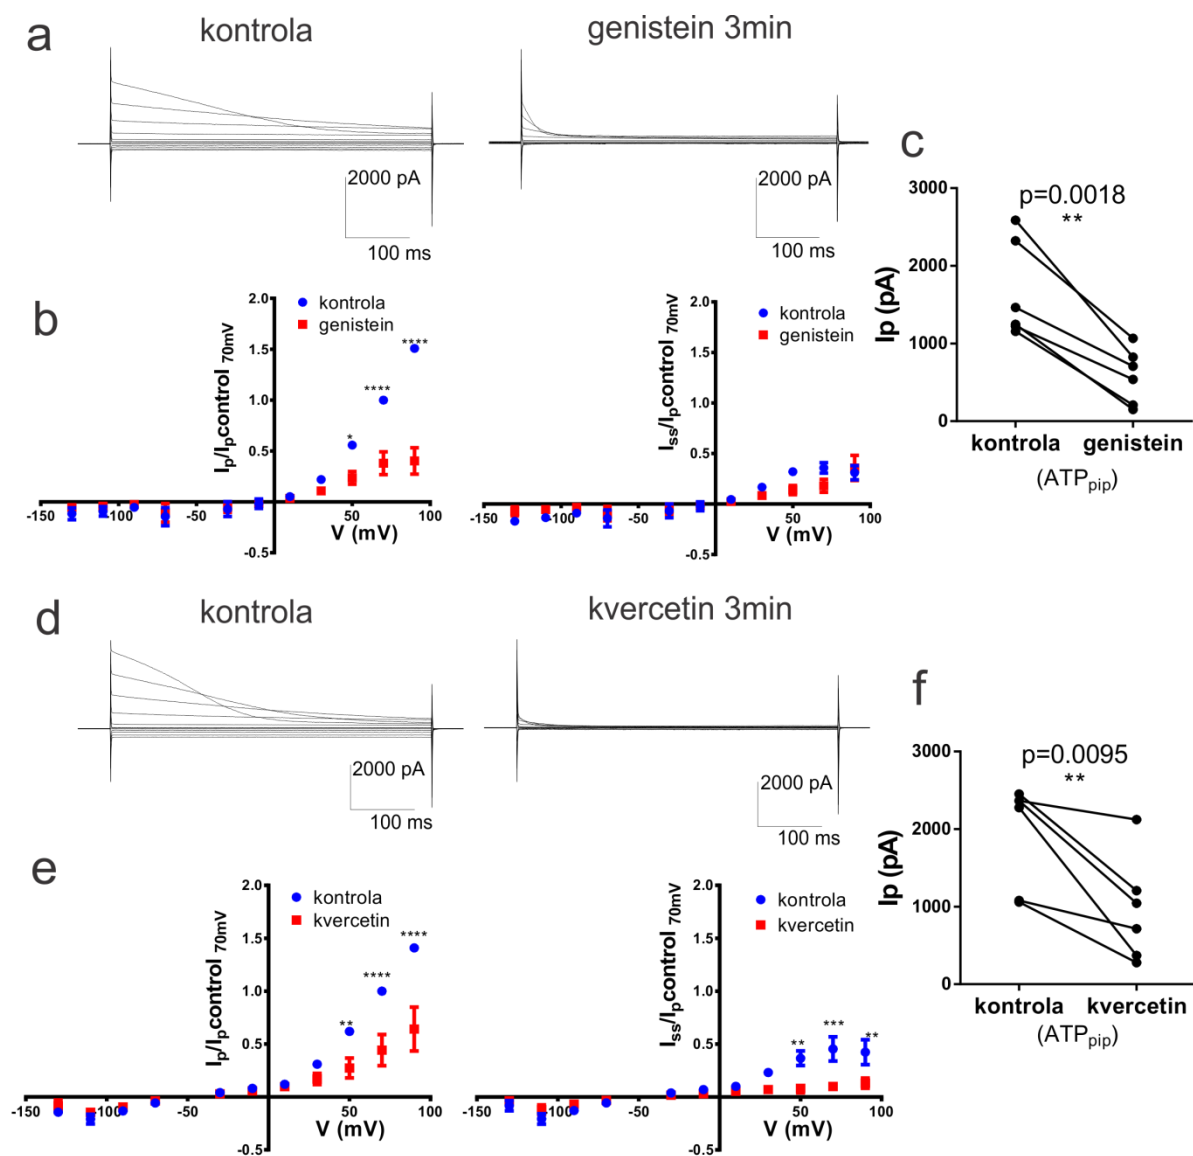 a
kontrola
genistein 3min
2000 pA
100 ms
2000 pA
100 ms
c
3000
2000
1000
0
Ip (pA)
p=0.0018
**
kontrola
genistein
(ATPpip)
b
2.0
1.5
1.0
0.5
-0.5
Ip/Ipcontrol 70mV
kontrola
genistein
*
****
****
-150
-100
-50
50
100
V (mV)
2.0
1.5
1.0
0.5
-0.5
Iss/Ipcontrol 70mV
kontrola
genistein
-150
-100
-50
50
100
V (mV)
d
kontrola
kvercetin 3min
2000 pA
100 ms
2000 pA
100 ms
f
3000
2000
1000
0
Ip (pA)
p=0.0095
**
kontrola
kvercetin
(ATPpip)
e
2.0
1.5
1.0
0.5
-0.5
Ip/Ipcontrol 70mV
kontrola
kvercetin
**
****
****
-150
-100
-50
50
100
V (mV)
2.0
1.5
1.0
0.5
-0.5
Iss/Ipcontrol 70mV
kontrola
kvercetin
**
***
**
-150
-100
-50
50
100
V (mV)